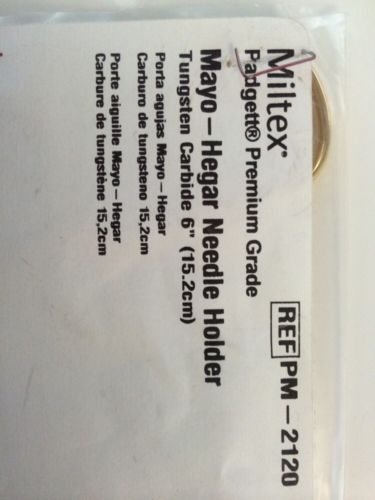 Miltex®
Padgett® Premium Grade
REF PM-2120
Mayo-Hegar Needle Holder
Tungsten Carbide 6" (15.2cm)
Porta agujas Mayo-Hegar
Carburo de tungsteno 15,2cm
Porte aiguille Mayo-Hegar
Carbure de tungstène 15,2cm